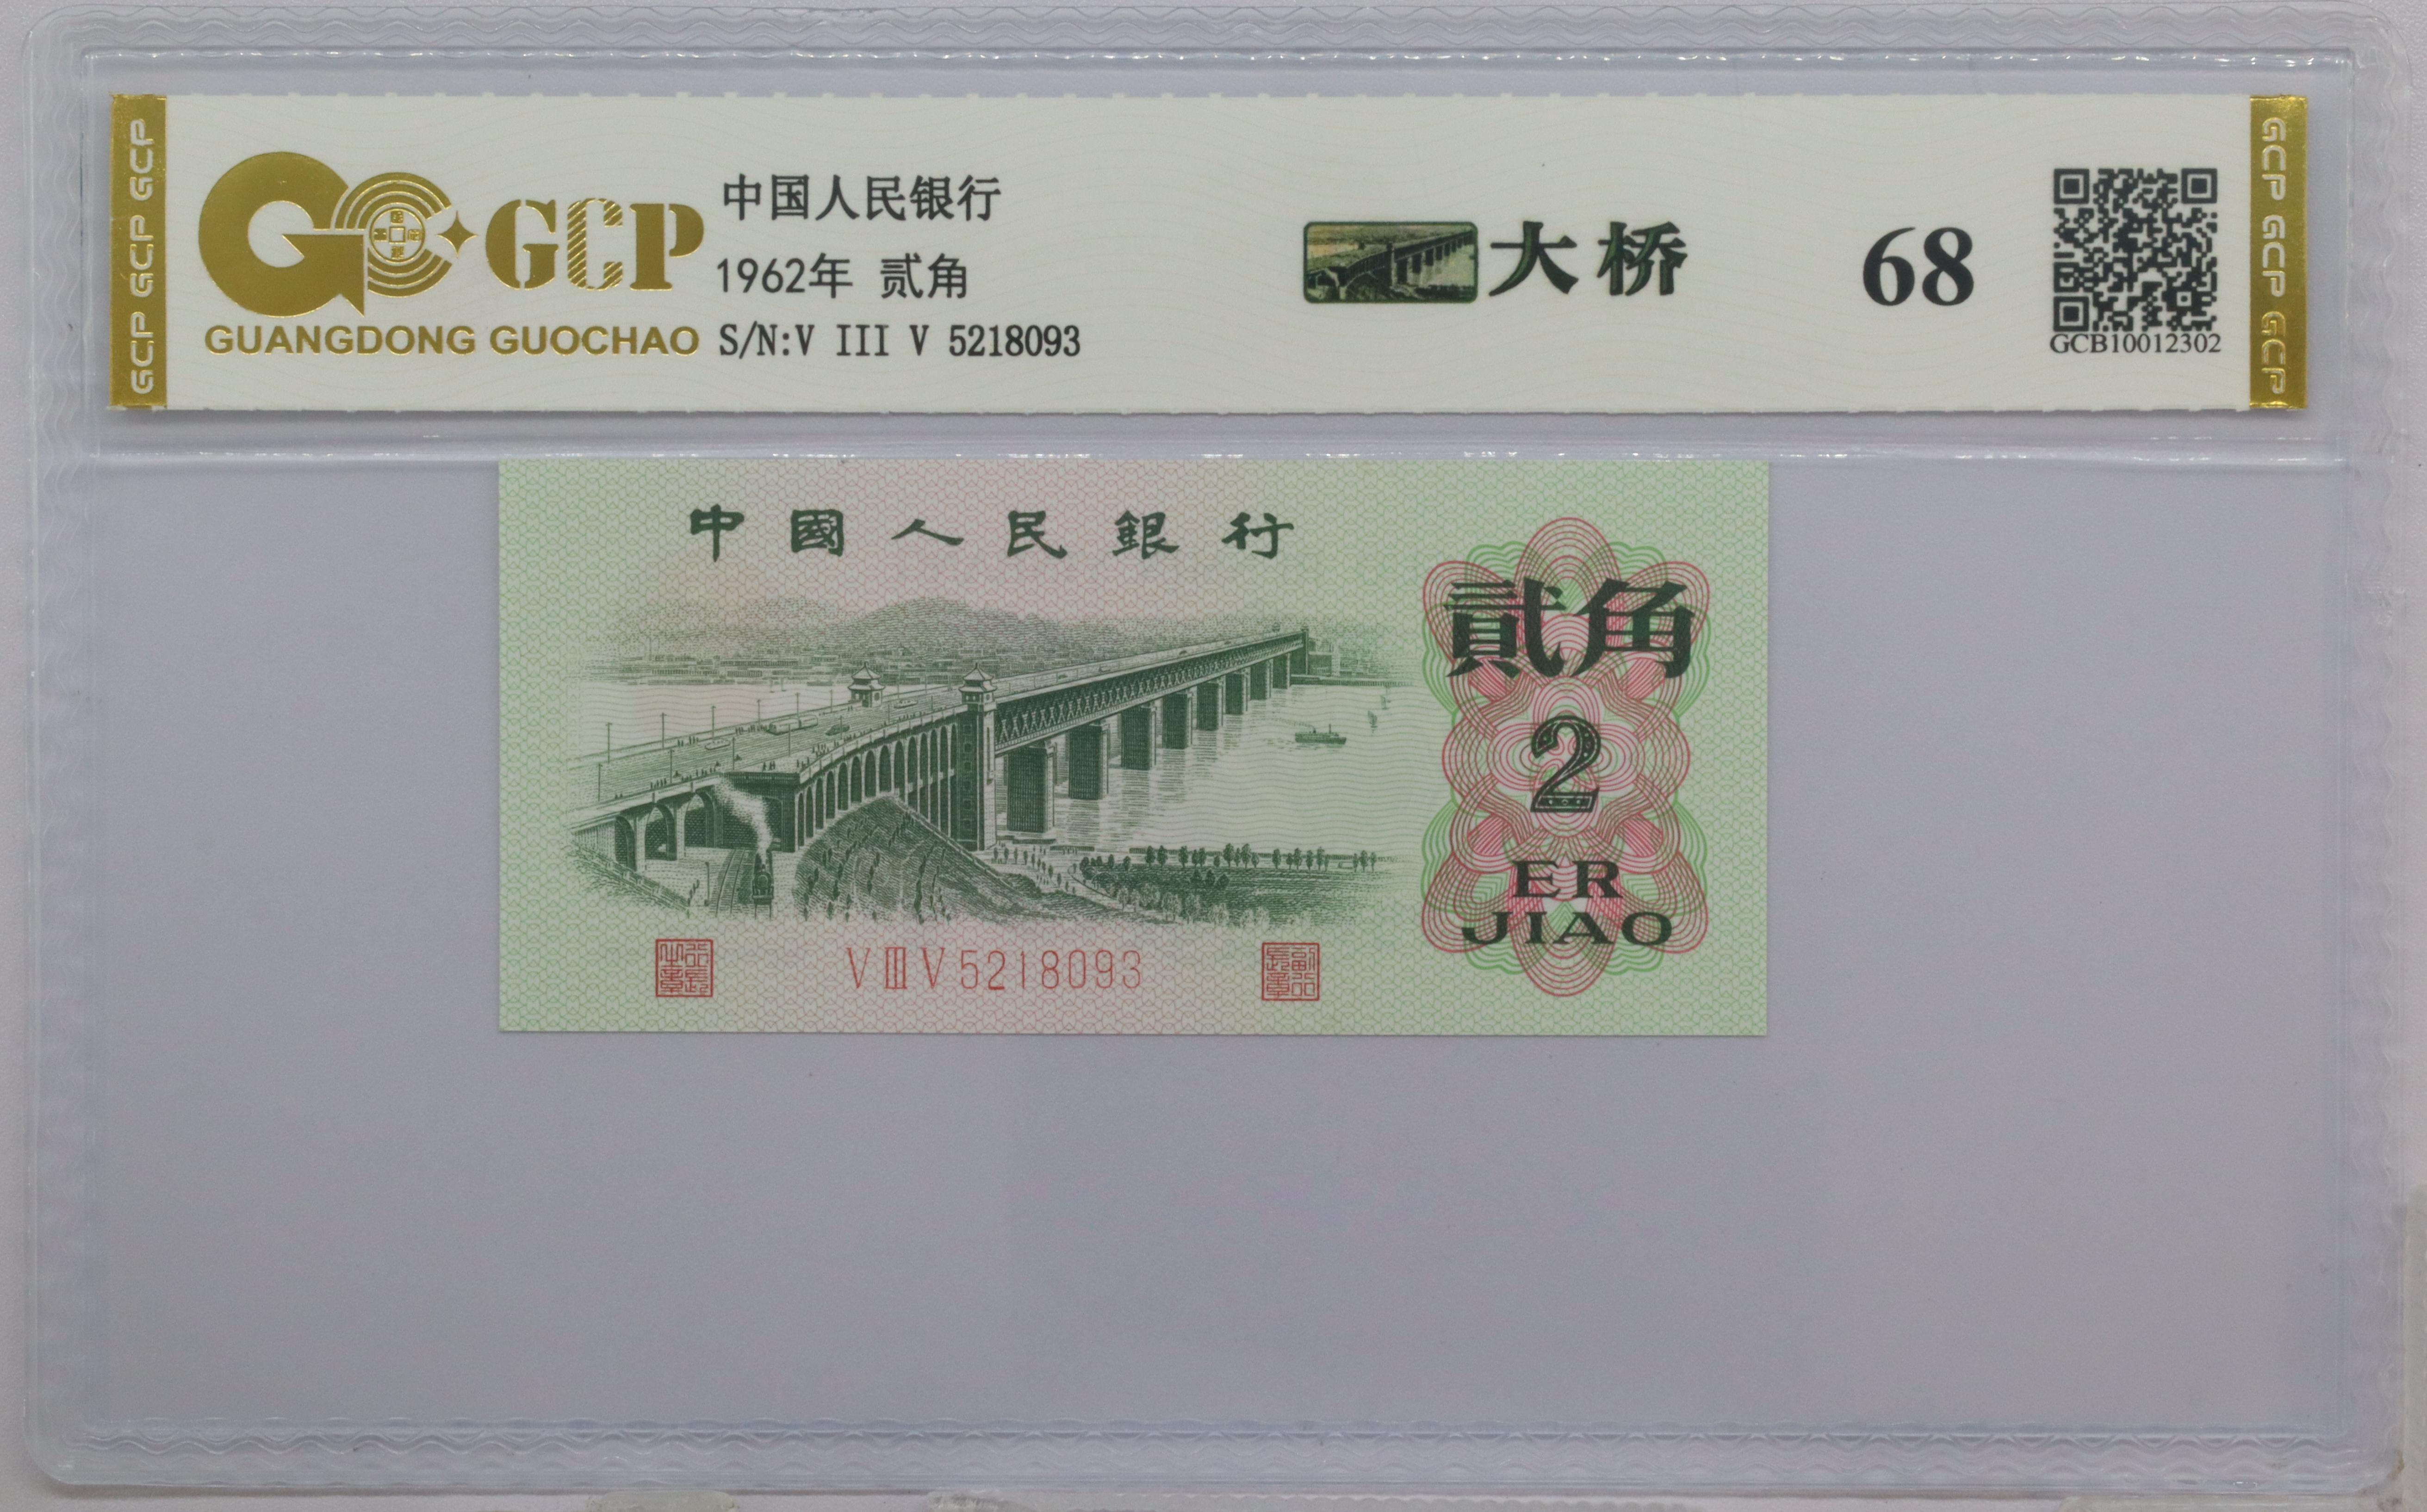 GCP GCP GCP
GCP
GUANGDONG GUOCHAO
中国人民银行
1962年 贰角
S/N:V III V 5218093
大桥
68
GCB10012302
GCP GCP GCP
中國人民銀行
貳角
2
ER
JIAO
VⅢV5218093